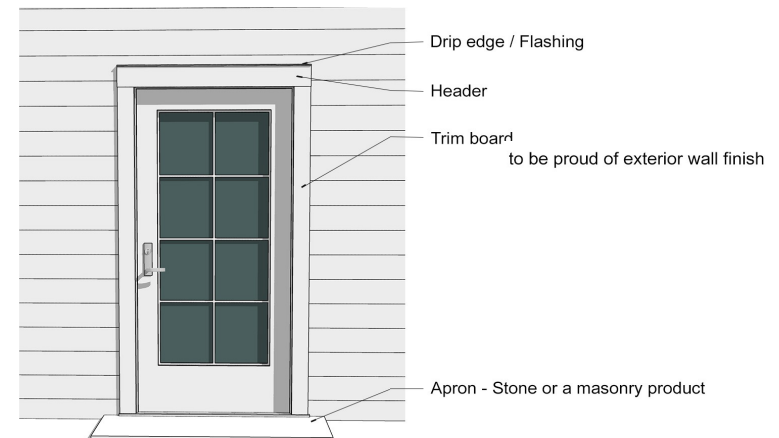 Drip edge / Flashing
Header
Trim board
to be proud of exterior wall finish
Apron - Stone or a masonry product